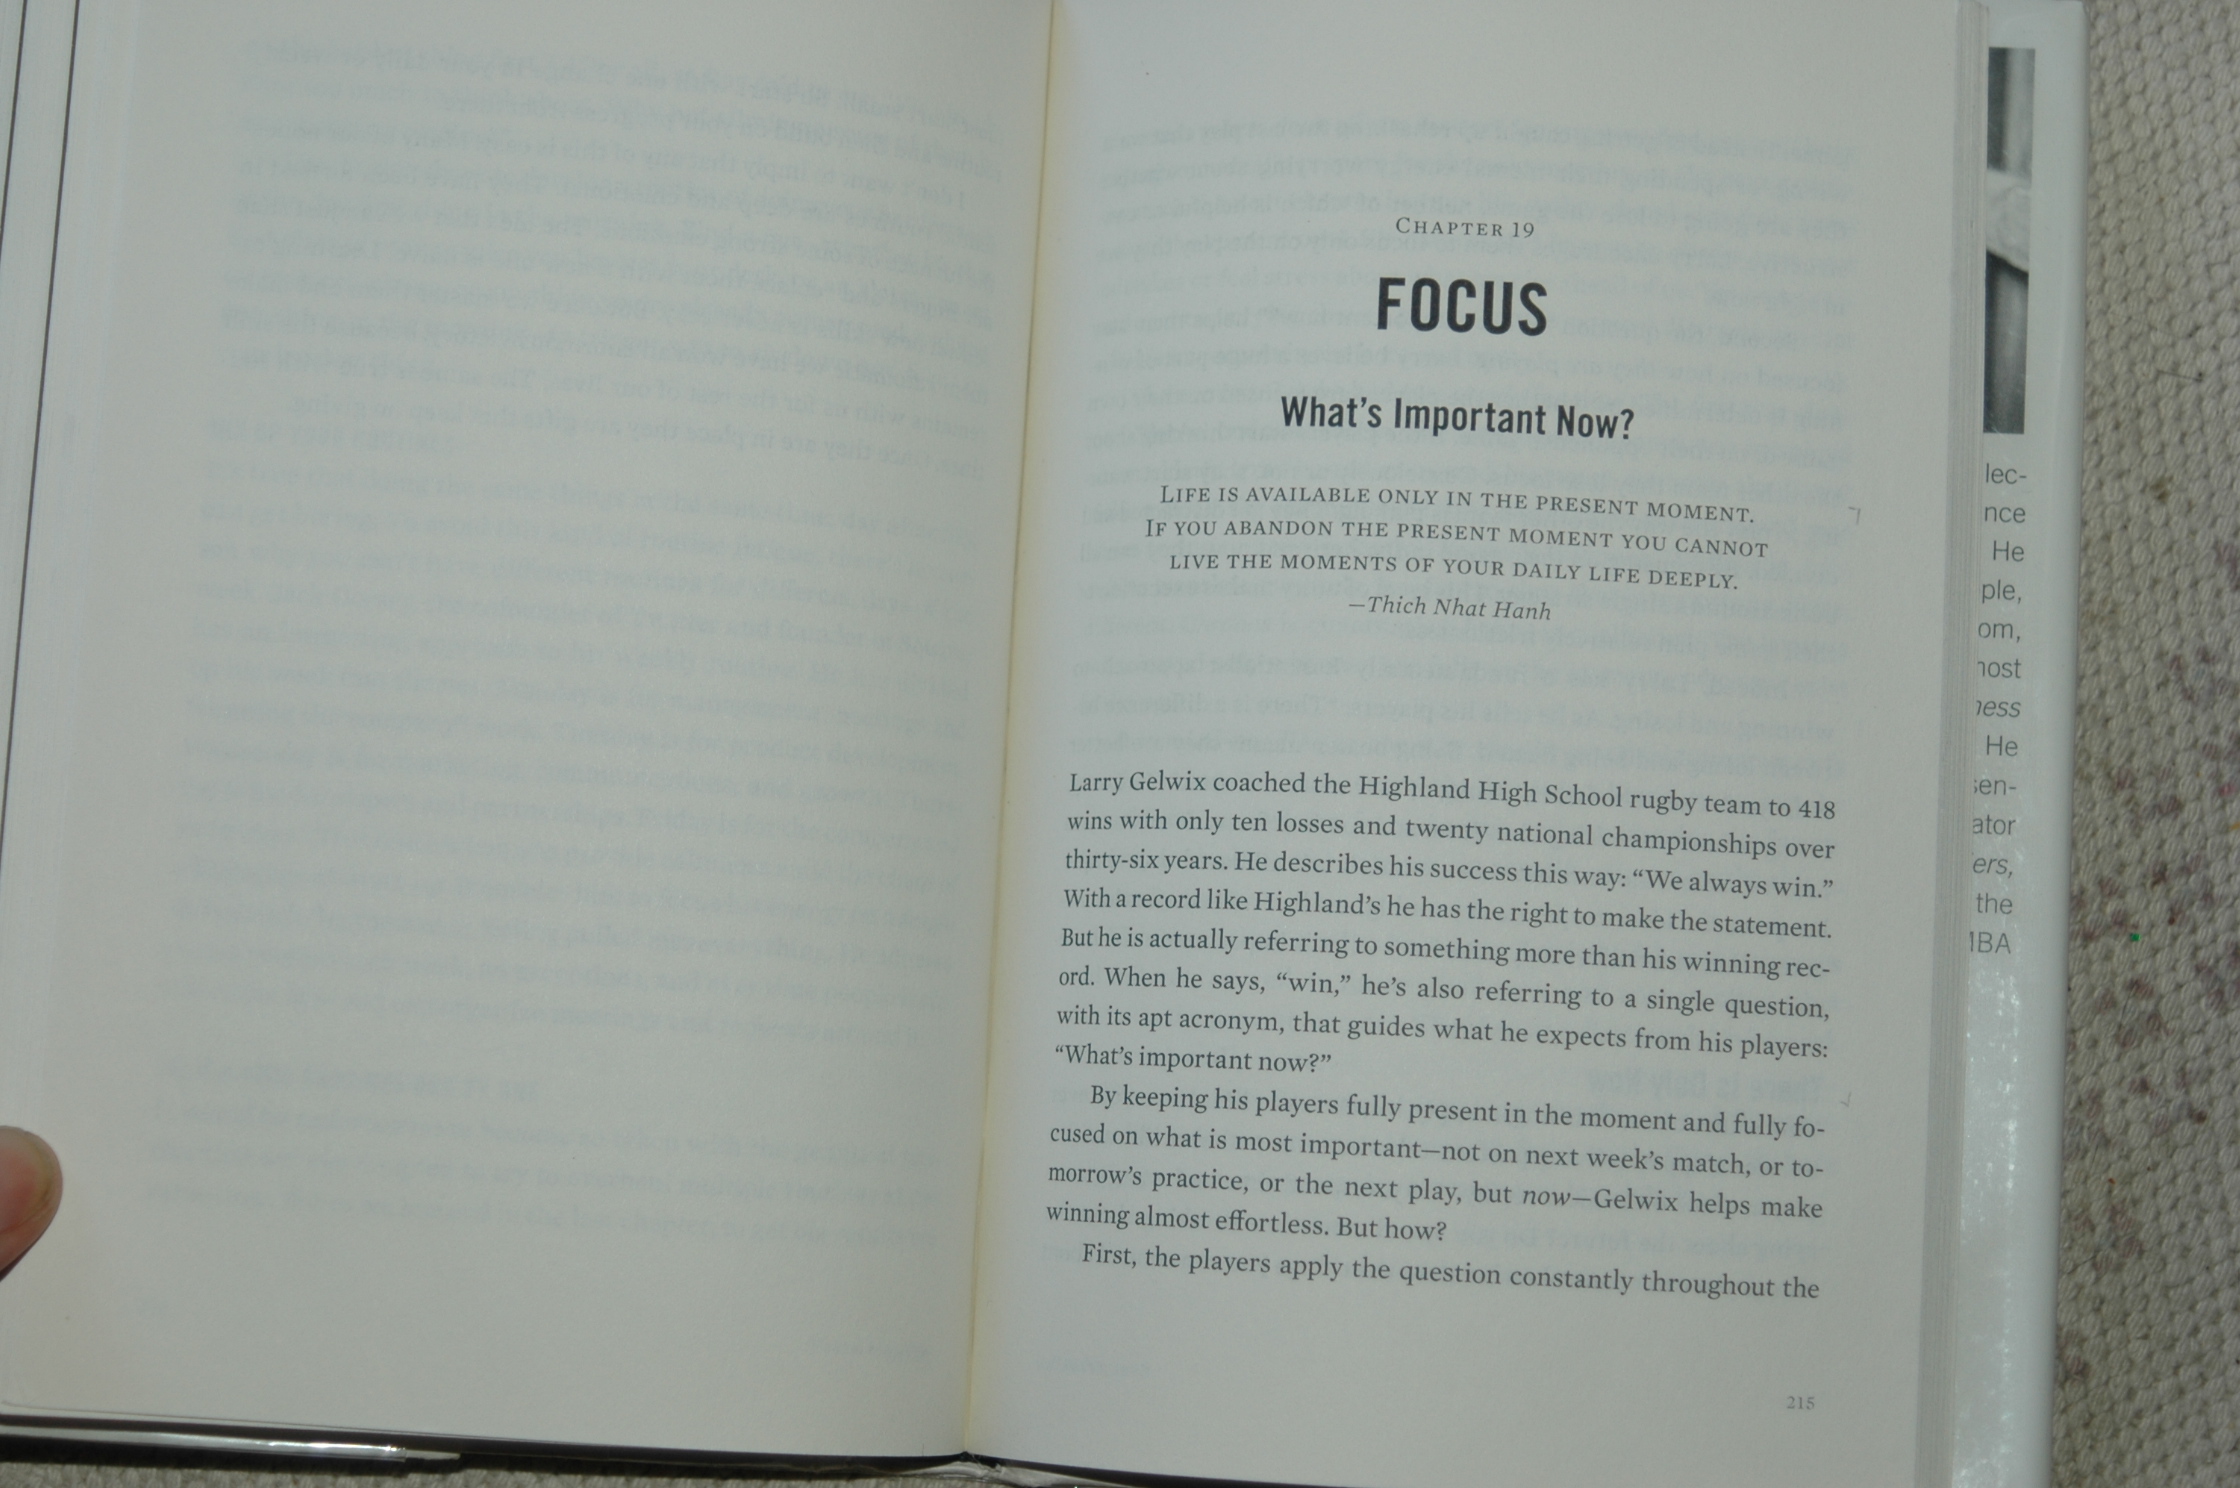 CHAPTER 19
FOCUS
What's Important Now?
LIFE IS AVAILABLE ONLY IN THE PRESENT MOMENT.
IF YOU ABANDON THE PRESENT MOMENT YOU CANNOT
LIVE THE MOMENTS OF YOUR DAILY LIFE DEEPLY.
—Thich Nhat Hanh
Larry Gelwix coached the Highland High School rugby team to 418
wins with only ten losses and twenty national championships over
thirty-six years. He describes his success this way: “We always win.”
With a record like Highland's he has the right to make the statement.
But he is actually referring to something more than his winning rec-
ord. When he says, “win,” he's also referring to a single question,
with its apt acronym, that guides what he expects from his players:
“What's important now?”
By keeping his players fully present in the moment and fully fo-
cused on what is most important—not on next week's match, or to-
morrow's practice, or the next play, but now—Gelwix helps make
winning almost effortless. But how?
First, the players apply the question constantly throughout the
215
lec-
nce
He
ple,
om,
ness
He
sen-
ator
ers,
the
MBA